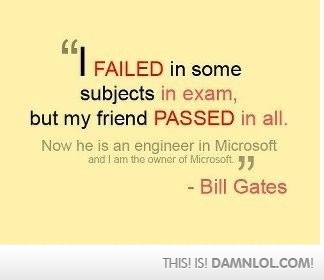 “I FAILED in some
subjects in exam,
but my friend PASSED in all.
Now he is an engineer in Microsoft
and I am the owner of Microsoft. ”
- Bill Gates
THIS! IS! DAMNLOL.COM!